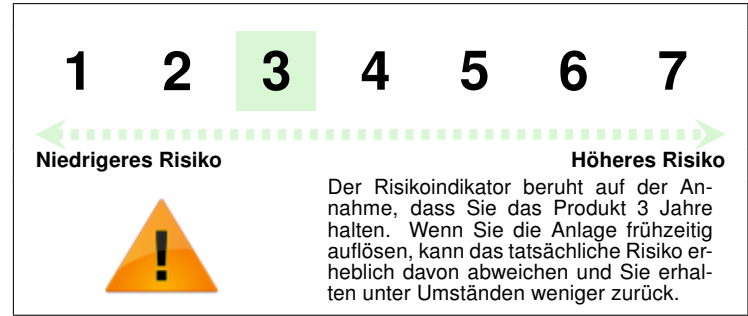 1 2 3 4 5 6 7
Niedrigeres Risiko Höheres Risiko
Der Risikoindikator beruht auf der An-
nahme, dass Sie das Produkt 3 Jahre
halten. Wenn Sie die Anlage frühzeitig
auflösen, kann das tatsächliche Risiko er-
heblich davon abweichen und Sie erhal-
ten unter Umständen weniger zurück.